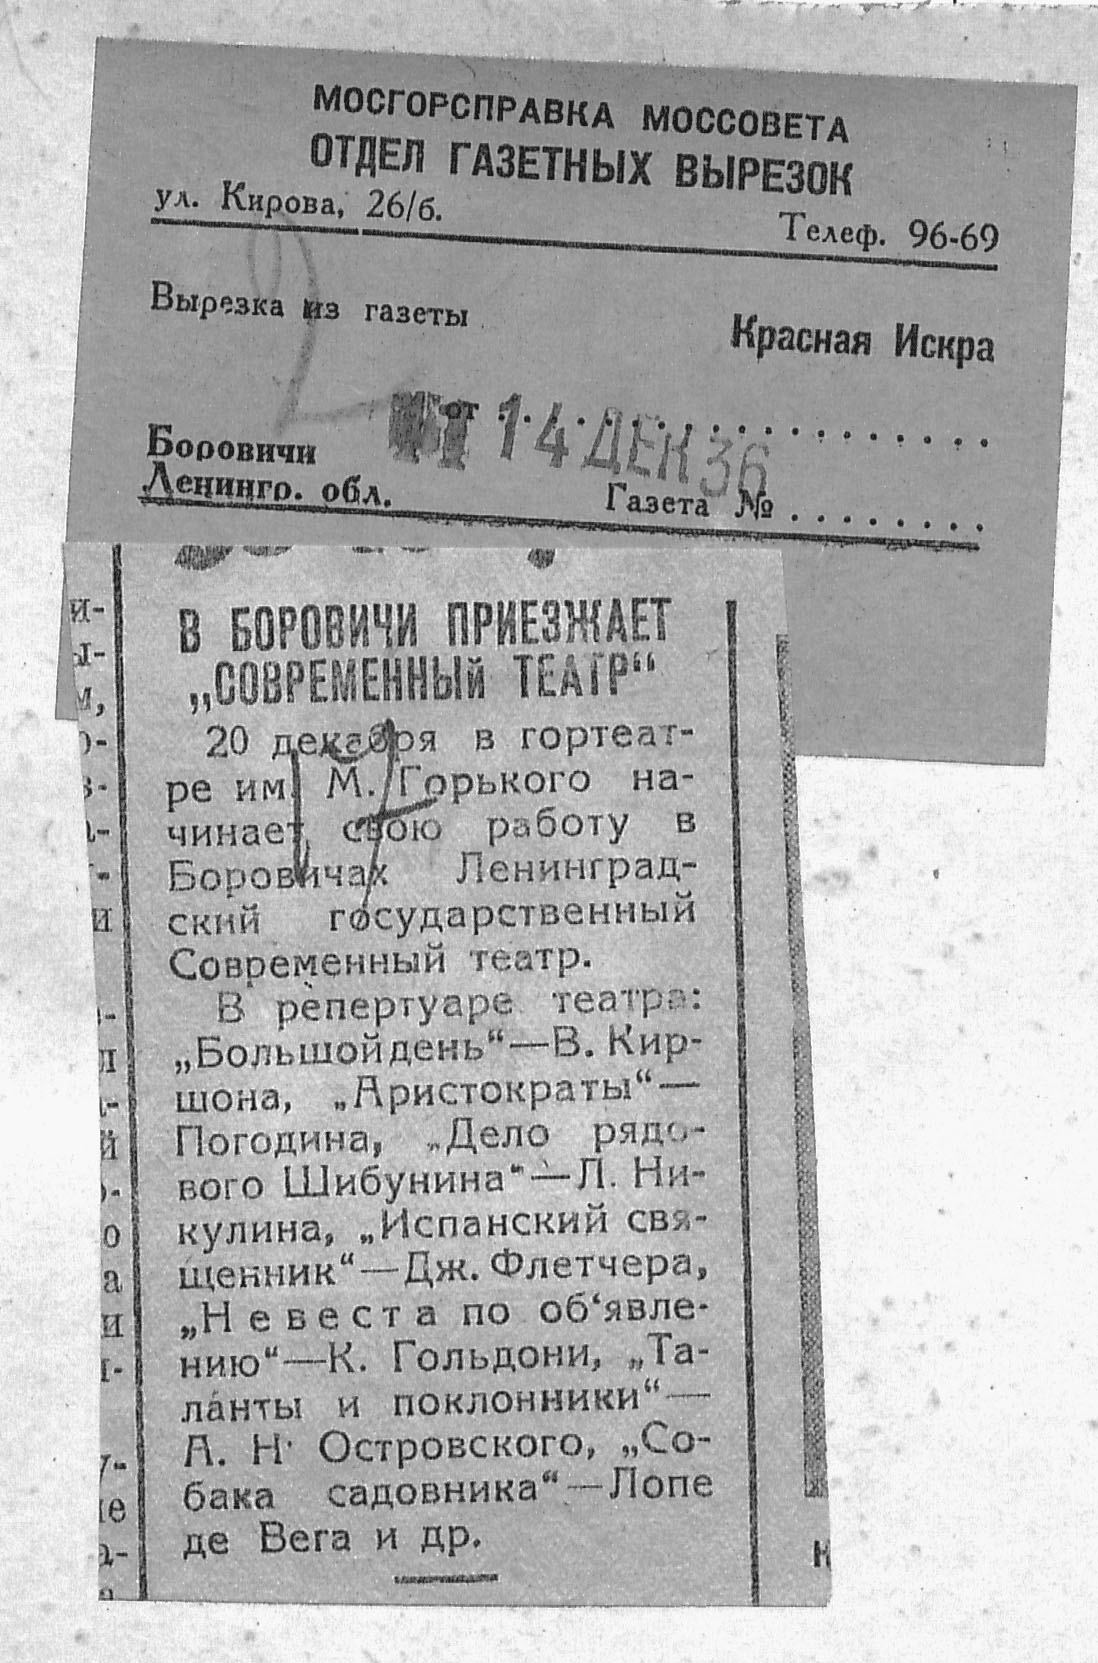 МОСГОРСПРАВКА МОССОВЕТА
ОТДЕЛ ГАЗЕТНЫХ ВЫРЕЗОК
ул. Кирова, 26/б.
Телеф. 96-69
Вырезка из газеты
Красная Искра
от 14 ДЕК 36
Боровичи
Ленингр. обл.
Газета № .........
В БОРОВИЧИ ПРИЕЗЖАЕТ
„СОВРЕМЕННЫЙ ТЕАТР“
20 декабря в гортеат-
ре им. М. Горького на-
чинает свою работу в
Боровичах Ленинград-
ский государственный
Современный театр.
В репертуаре театра:
„Большой день“—В. Кир-
шона, „Аристократы“—
Погодина, „Дело рядо-
вого Шибунина“—Л. Ни-
кулина, „Испанский свя-
щенник“—Дж. Флетчера,
„Невеста по об‘явле-
нию“—К. Гольдони, „Та-
ланты и поклонники“—
А. Н. Островского, „Со-
бака садовника“—Лопе
де Вега и др.